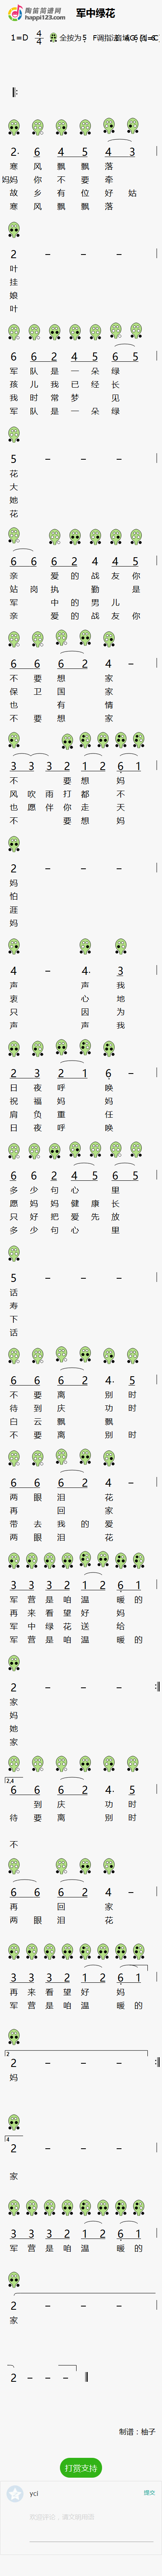 陶笛简谱网
happi123.com
军中绿花
1=D 4/4 全按为5
2· 6 4 5 4 3
寒 风 飘 飘 落
妈妈 你 不 要 牵
故 乡 有 位 好 姑
寒 风 飘 飘 落
2 - - -
叶
挂
娘
叶
6 6 2 4 5 6 5
军 队 是 一 朵 绿
孩 儿 我 已 经 长
我 时 常 梦 见
军 队 是 一 朵 绿
5 - - -
花
大
她
花
6 6 6 2 4 4 5
亲 爱 的 战 友 你
站 岗 执 勤 是
军 中 的 男 儿
亲 爱 的 战 友 你
6 6 6 2 4 -
不 要 想 家
保 卫 国 家
也 有 情
不 要 想 家
3 3 3 2 1 2 6 1
不 要 想 妈
风 吹 雨 打 都 不
也 愿 伴 你 走 天
不 要 想 妈
2 - - -
妈
怕
涯
妈
4 - 4· 3
声 声 我
衷 心 地
只 因 为
声 声 我
2 3 2 1 6 -
日 夜 呼 唤
祝 福 妈 妈
肩 负 重 任
日 夜 呼 唤
6 6 2 4 5 6 5
多 少 句 心 里
愿 妈 妈 健 康 长
只 好 把 爱 先 放
多 少 句 心 里
5 - - -
话
寿
下
话
6 6 6 2 4· 5
不 要 离 别 时
待 到 庆 功 时
白 云 飘 飘
不 要 离 别 时
6 6 6 2 4 -
两 眼 泪 花
再 回 家
带 去 我 的 爱
两 眼 泪 花
3 3 3 2 1 2 6 1
军 营 是 咱 温 暖 的
再 来 看 望 好 妈
军 中 绿 花 送 给
军 营 是 咱 温 暖 的
2 - - -
家
妈
她
家
2,4
6 6 6 2 4· 5
到 庆 功 时
待 要 离 别 时
不
6 6 6 2 4 -
再 回 家
两 眼 泪 花
3 3 3 2 1 2 6 1
再 来 看 望 好 妈
军 营 是 咱 温 暖 的
2
2 - - -
妈
4
2 - - -
家
3 3 3 2 1 2 6 1
军 营 是 咱 温 暖 的
2 - - -
家
2 - - -
制谱：柚子
打赏支持
yci
提交